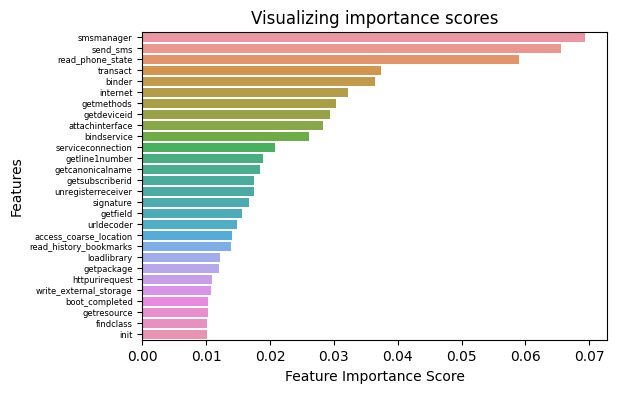 Visualizing importance scores
Features
smsmanager
send_sms
read_phone_state
transact
binder
internet
getmethods
getdeviceid
attachinterface
bindservice
serviceconnection
getline1number
getcanonicalname
getsubscriberid
unregisterreceiver
signature
getfield
urldecoder
access_coarse_location
read_history_bookmarks
loadlibrary
getpackage
httpurirequest
write_external_storage
boot_completed
getresource
findclass
init
0.00 0.01 0.02 0.03 0.04 0.05 0.06 0.07
Feature Importance Score